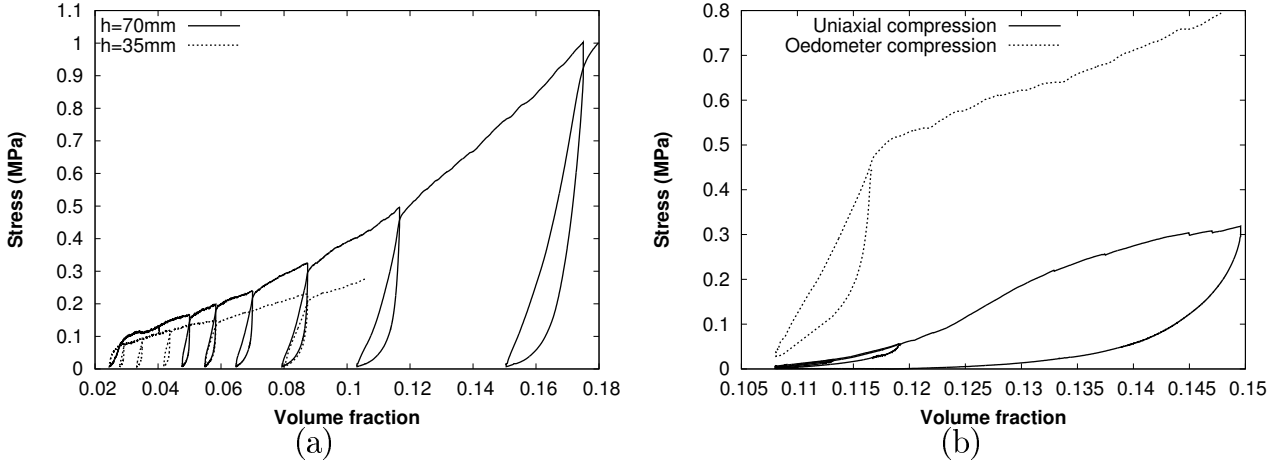 h=70mm
h=35mm
1.1
1
0.9
0.8
0.7
0.6
0.5
0.4
0.3
0.2
0.1
0
Stress (MPa)
0.02 0.04 0.06 0.08 0.1 0.12 0.14 0.16 0.18
Volume fraction
(a)
Uniaxial compression
Oedometer compression
0.8
0.7
0.6
0.5
0.4
0.3
0.2
0.1
0
Stress (MPa)
0.105 0.11 0.115 0.12 0.125 0.13 0.135 0.14 0.145 0.15
Volume fraction
(b)